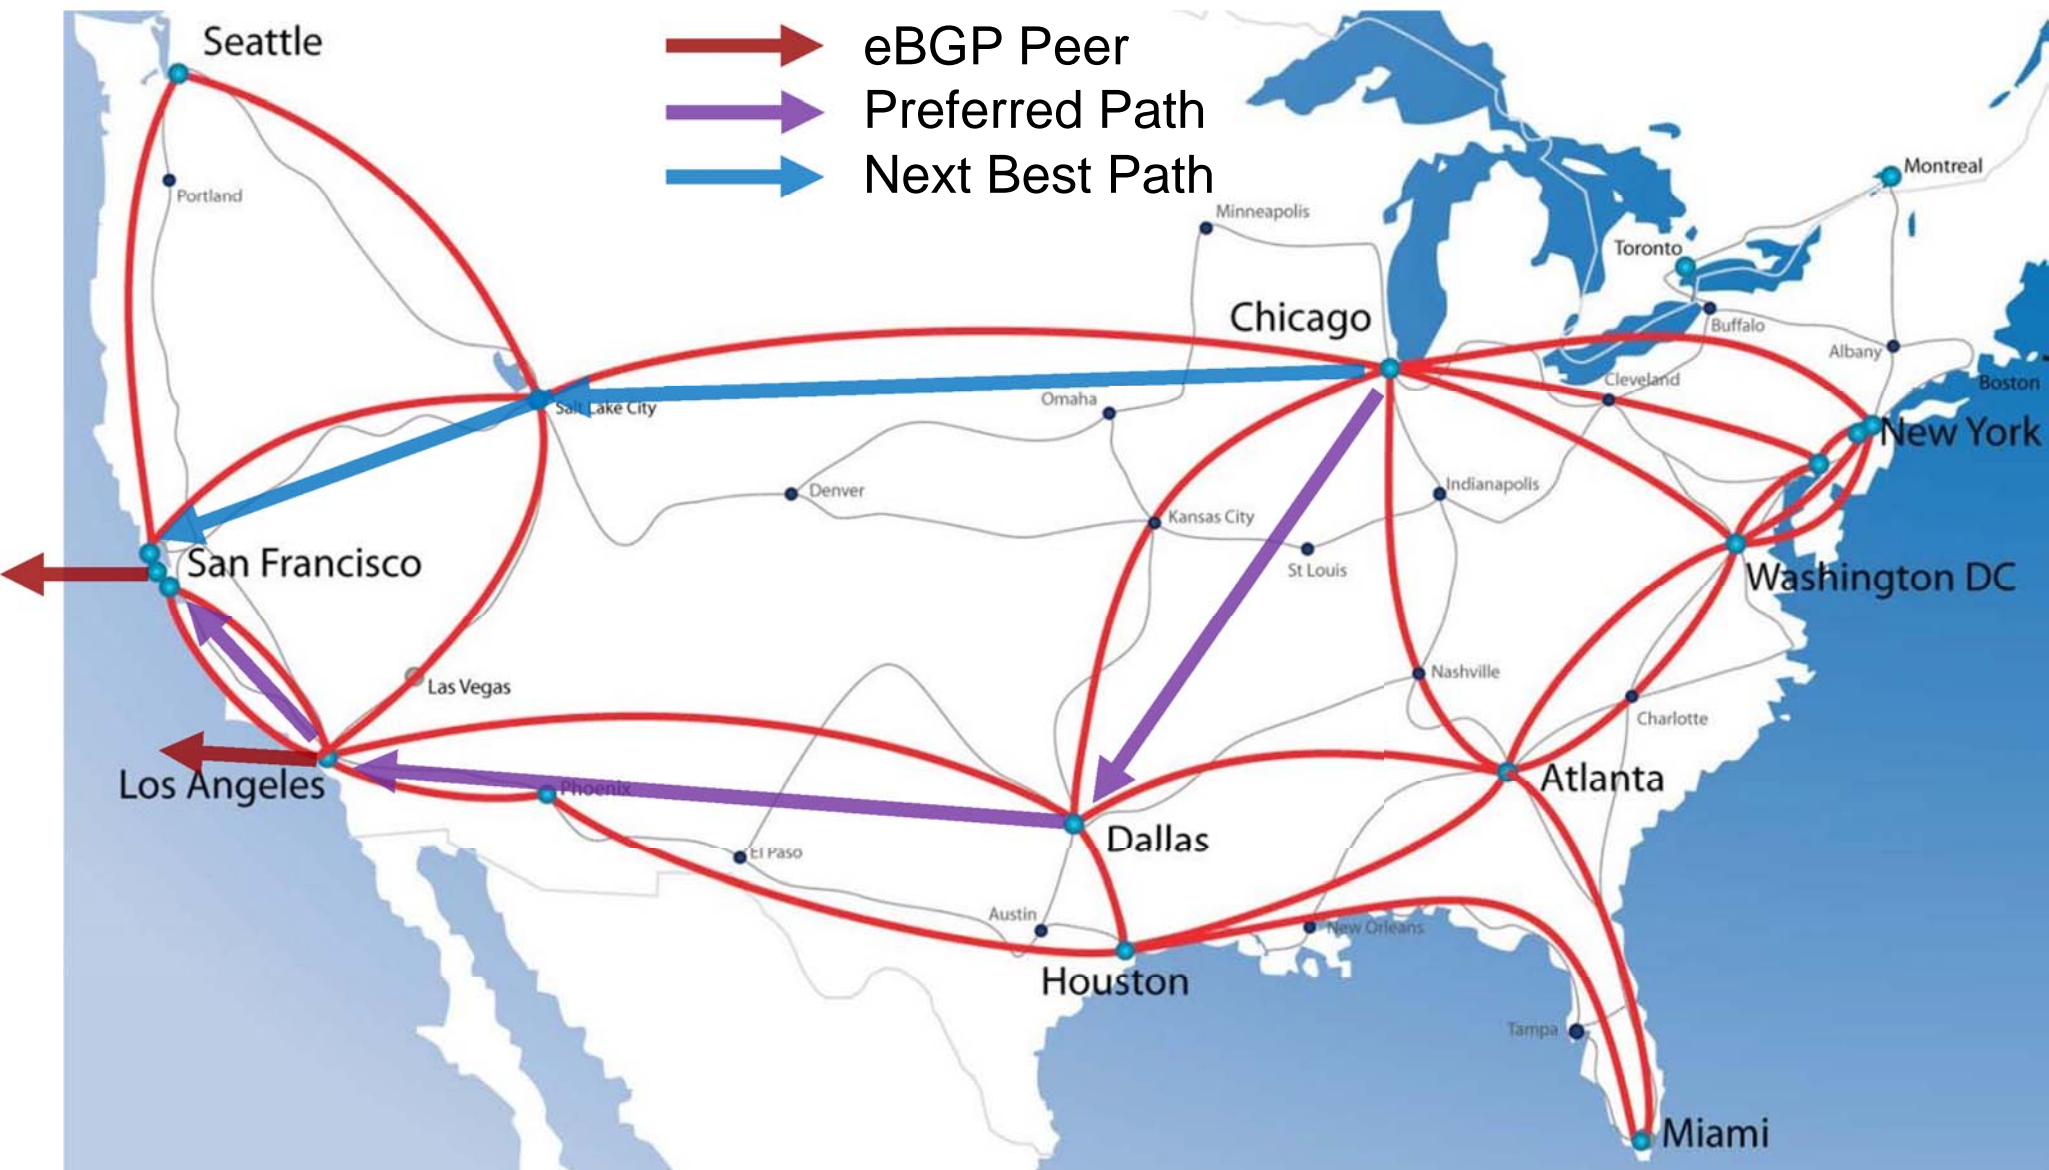 Seattle
eBGP Peer
Preferred Path
Next Best Path
Portland
Minneapolis
Montreal
Toronto
Chicago
Buffalo
Albany
Boston
Cleveland
Salt Lake City
Omaha
New York
Denver
Indianapolis
Kansas City
San Francisco
St Louis
Washington DC
Las Vegas
Nashville
Charlotte
Los Angeles
Phoenix
Atlanta
Dallas
El Paso
Austin
New Orleans
Houston
Tampa
Miami